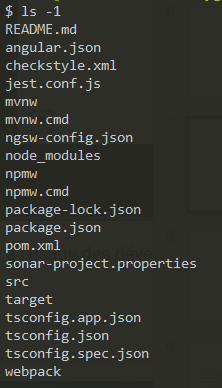 $ ls -1
README.md
angular.json
checkstyle.xml
jest.conf.js
mvnw
mvnw.cmd
ngsw-config.json
node_modules
npmw
npmw.cmd
package-lock.json
package.json
pom.xml
sonar-project.properties
src
target
tsconfig.app.json
tsconfig.json
tsconfig.spec.json
webpack